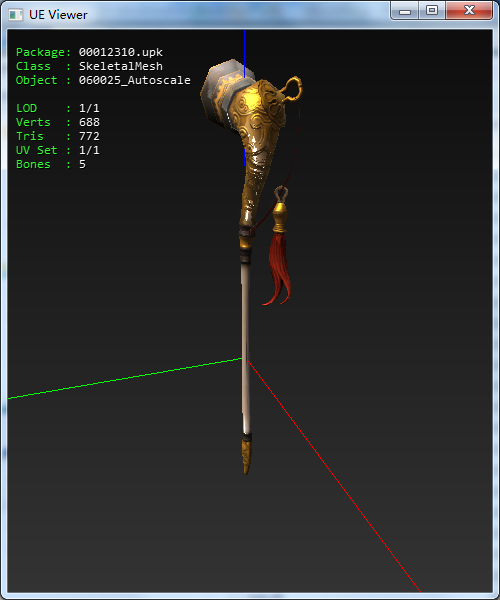 UE Viewer
Package: 00012310.upk
Class  : SkeletalMesh
Object : 060025_Autoscale
LOD    : 1/1
Verts  : 688
Tris   : 772
UV Set : 1/1
Bones  : 5